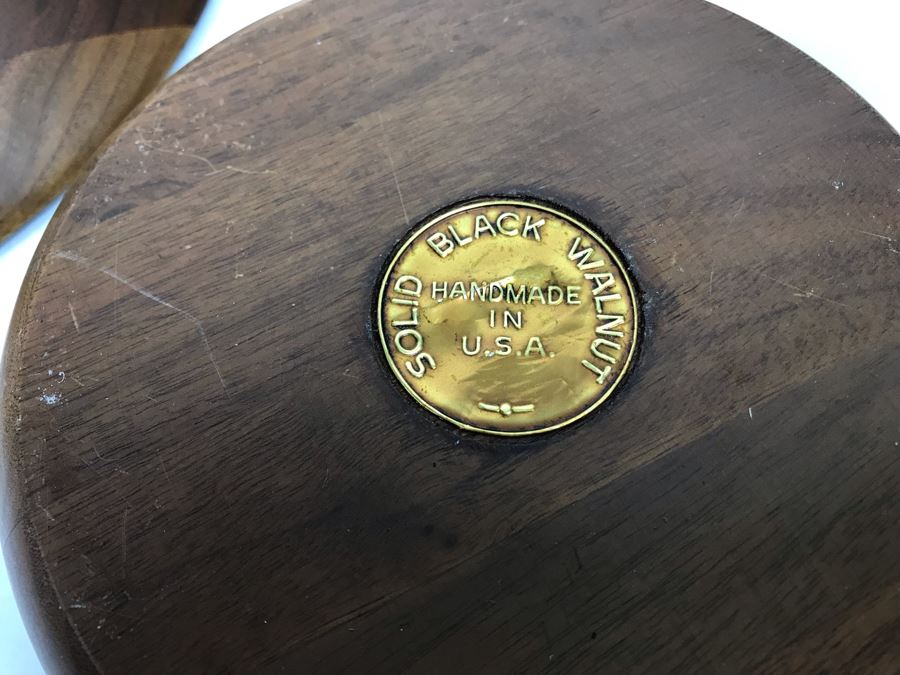 SOLID BLACK WALNUT
HANDMADE
IN
U.S.A.